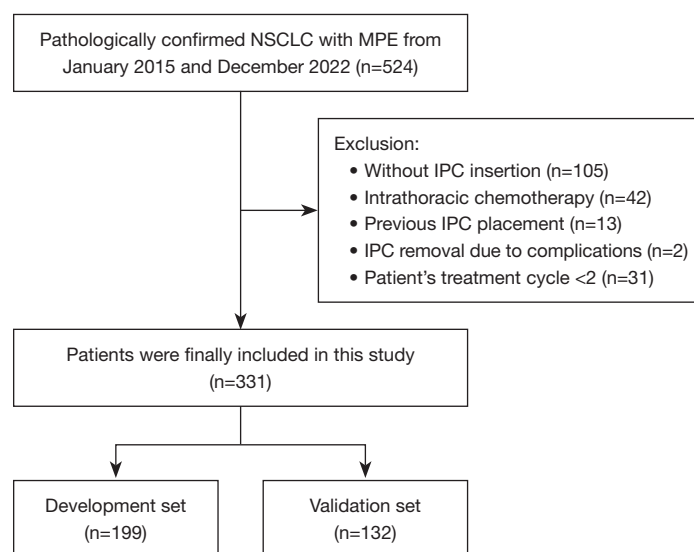 Pathologically confirmed NSCLC with MPE from
January 2015 and December 2022 (n=524)
Exclusion:
• Without IPC insertion (n=105)
• Intrathoracic chemotherapy (n=42)
• Previous IPC placement (n=13)
• IPC removal due to complications (n=2)
• Patient's treatment cycle <2 (n=31)
Patients were finally included in this study
(n=331)
Development set
(n=199)
Validation set
(n=132)